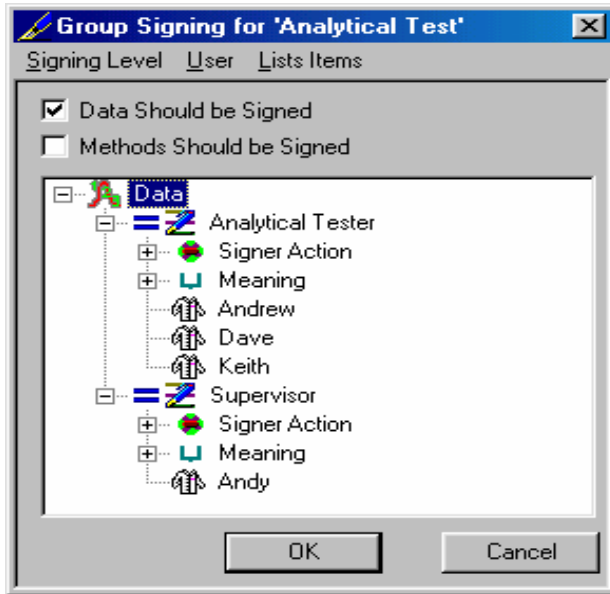 Group Signing for 'Analytical Test'
Signing Level User Lists Items
Data Should be Signed
Methods Should be Signed
Data
Analytical Tester
Signer Action
Meaning
Andrew
Dave
Keith
Supervisor
Signer Action
Meaning
Andy
OK Cancel